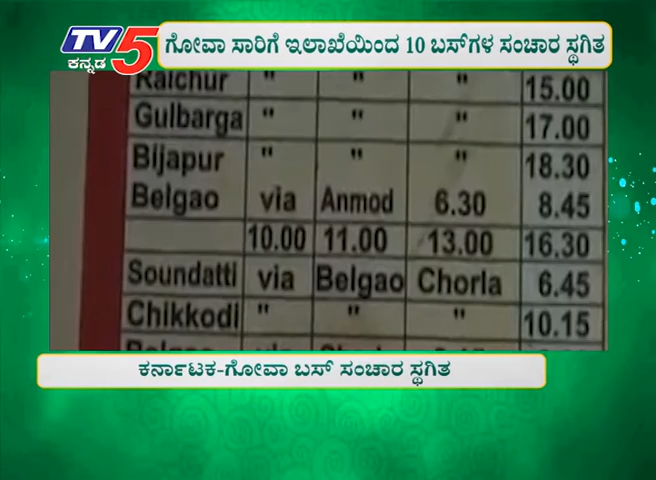 TV5 ಕನ್ನಡ
ಗೋವಾ ಸಾರಿಗೆ ಇಲಾಖೆಯಿಂದ 10 ಬಸ್‌ಗಳ ಸಂಚಾರ ಸ್ಥಗಿತ
Raichur " " " 15.00
Gulbarga " " " 17.00
Bijapur " " " 18.30
Belgao via Anmod 6.30 8.45
10.00 11.00 13.00 16.30
Soundatti via Belgao Chorla 6.45
Chikkodi " " " 10.15
ಕರ್ನಾಟಕ-ಗೋವಾ ಬಸ್ ಸಂಚಾರ ಸ್ಥಗಿತ